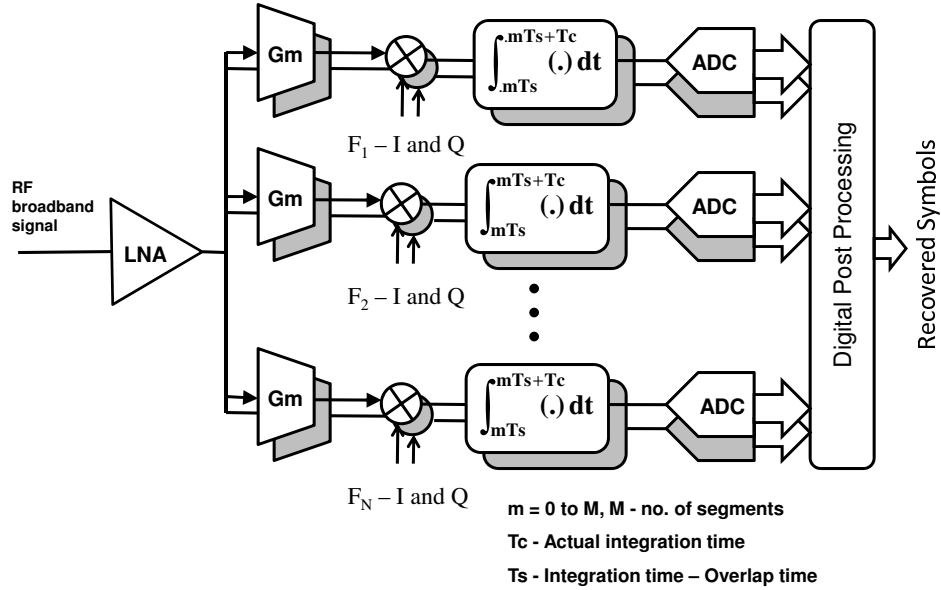 Gm
.mTs+Tc
∫ (.) dt
.mTs
ADC
F1 – I and Q
RF
broadband
signal
LNA
Gm
mTs+Tc
∫ (.) dt
mTs
ADC
F2 – I and Q
Gm
mTs+Tc
∫ (.) dt
mTs
ADC
FN – I and Q
Digital Post Processing
Recovered Symbols
m = 0 to M, M - no. of segments
Tc - Actual integration time
Ts - Integration time – Overlap time